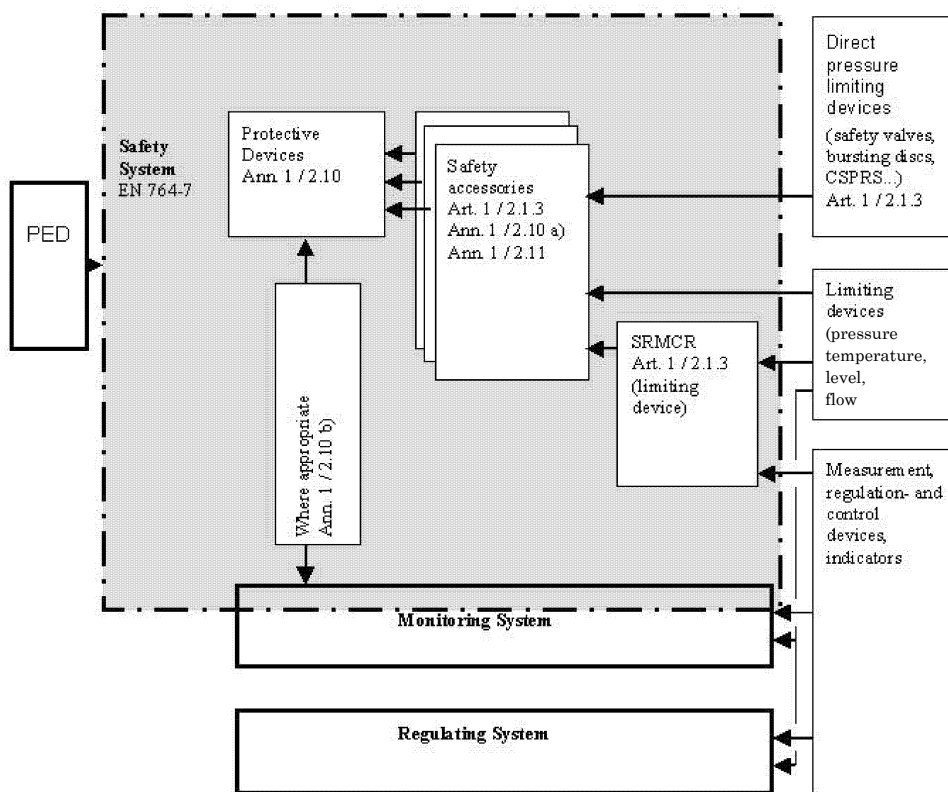 PED
Safety
System
EN 764-7
Protective
Devices
Ann. 1 / 2.10
Safety
accessories
Art. 1 / 2.1.3
Ann. 1 / 2.10 a)
Ann. 1 / 2.11
Where appropriate
Ann. 1 / 2.10 b)
SRMCR
Art. 1 / 2.1.3
(limiting
device)
Direct
pressure
limiting
devices
(safety valves,
bursting discs,
CSPRS...)
Art. 1 / 2.1.3
Limiting
devices
(pressure
temperature,
level,
flow
Measurement,
regulation- and
control
devices,
indicators
Monitoring System
Regulating System